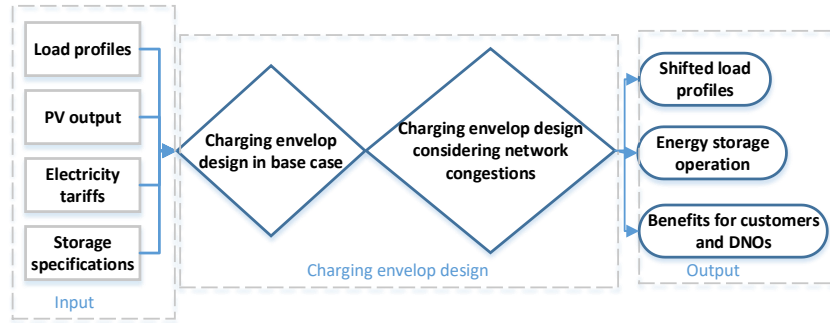 Load profiles
PV output
Electricity
tariffs
Storage
specifications
Input
Charging envelop
design in base case
Charging envelop design
considering network
congestions
Charging envelop design
Shifted load
profiles
Energy storage
operation
Benefits for customers
and DNOs
Output